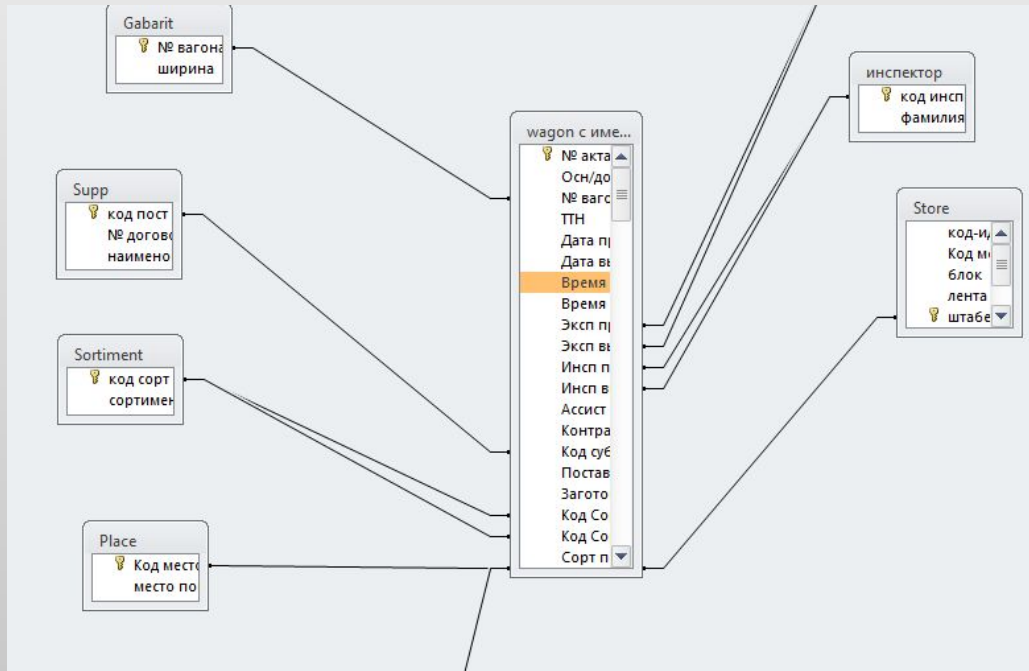 Gabarit
№ вагона
ширина
Supp
код пост
№ догово
наимено
Sortiment
код сорт
сортимен
Place
Код место
место по
wagon с име...
№ акта
Осн/до
№ ваго
ТТН
Дата п
Дата вы
Время
Время
Эксп п
Эксп вы
Инсп п
Инсп в
Ассист
Контра
Код суб
Постав
Загото
Код Со
Код Со
Сорт п
инспектор
код инсп
фамилия
Store
код-ид
Код м
блок
лента
штабе